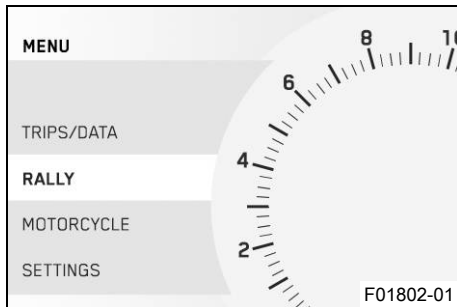 MENU
TRIPS/DATA
RALLY
MOTORCYCLE
SETTINGS
8
10
6
4
2
F01802-01